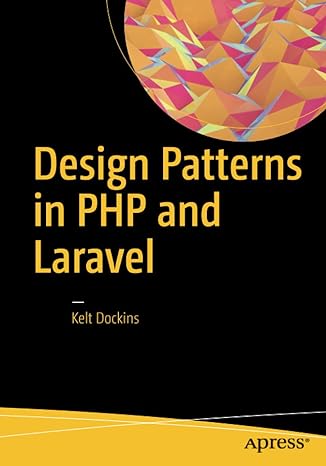 Design Patterns
in PHP and
Laravel
Kelt Dockins
Apress®